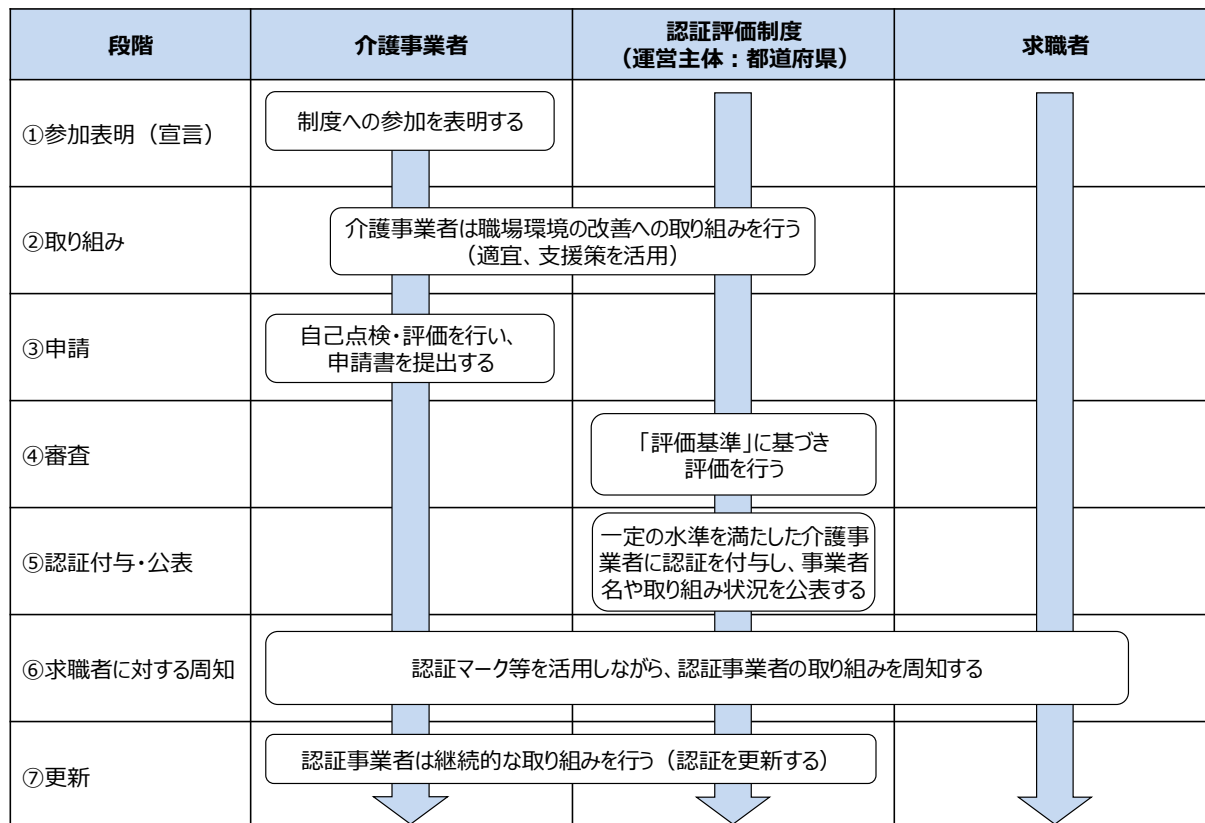 段階
介護事業者
認証評価制度
（運営主体：都道府県）
求職者
①参加表明（宣言）
制度への参加を表明する
②取り組み
介護事業者は職場環境の改善への取り組みを行う
（適宜、支援策を活用）
③申請
自己点検・評価を行い、
申請書を提出する
④審査
「評価基準」に基づき
評価を行う
⑤認証付与・公表
一定の水準を満たした介護事
業者に認証を付与し、事業者
名や取り組み状況を公表する
⑥求職者に対する周知
認証マーク等を活用しながら、認証事業者の取り組みを周知する
⑦更新
認証事業者は継続的な取り組みを行う（認証を更新する）